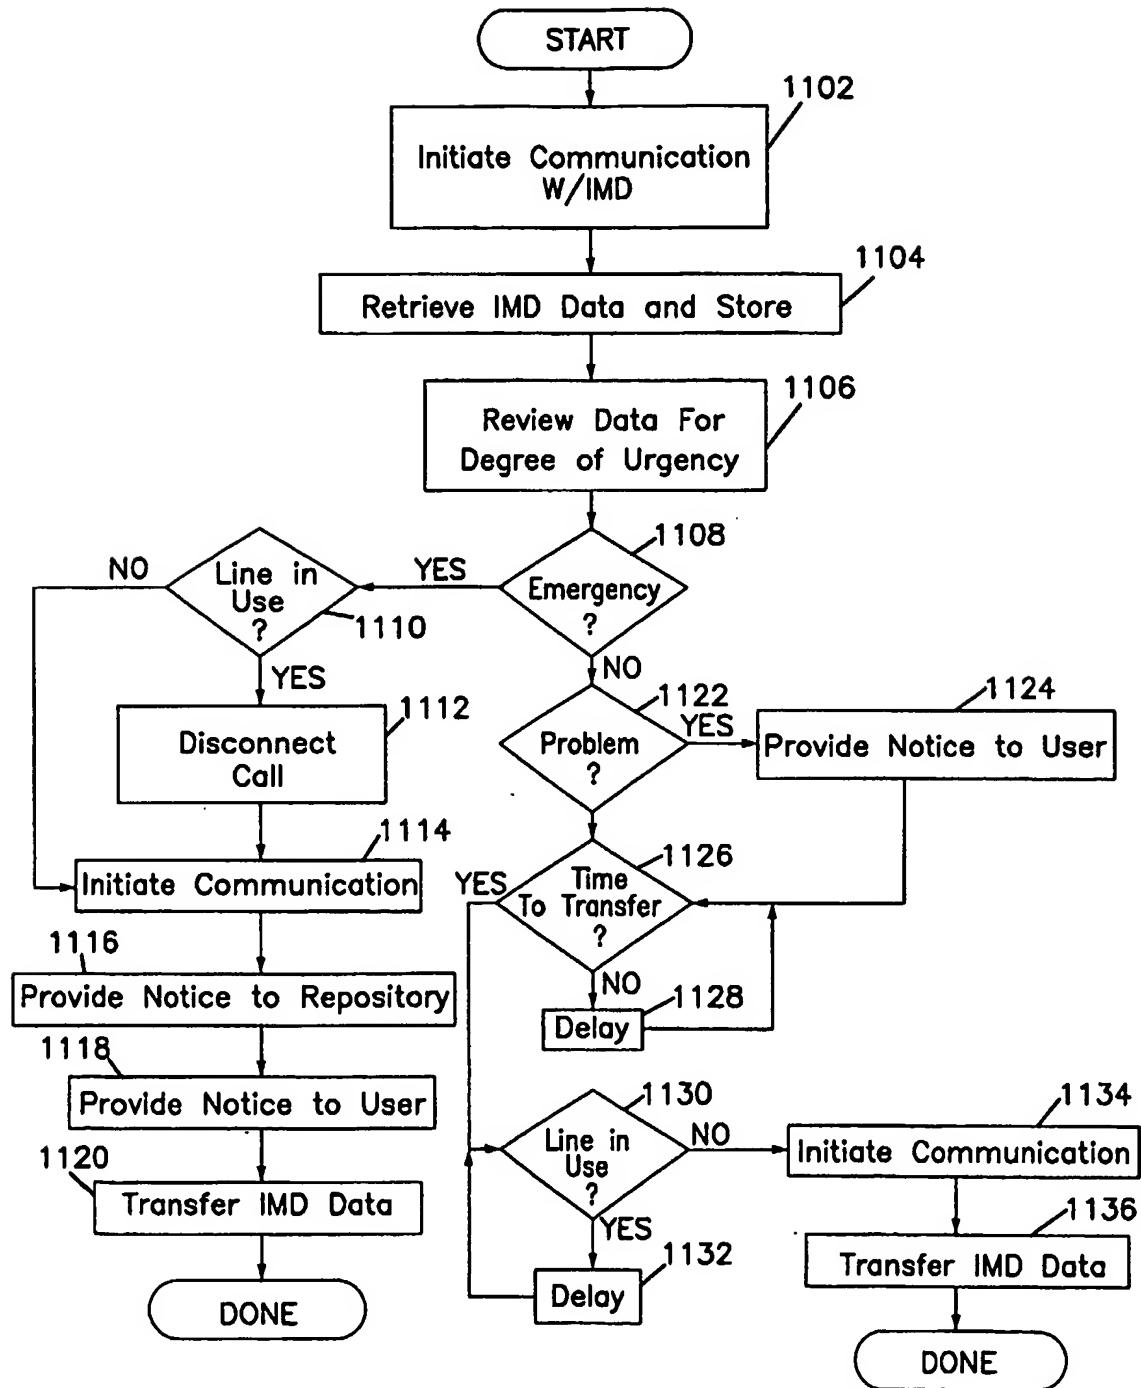 START
1102
Initiate Communication
W/IMD
1104
Retrieve IMD Data and Store
1106
Review Data For
Degree of Urgency
1108
Emergency
?
YES
NO
Line in
Use
?
1110
NO
YES
1112
Disconnect
Call
1114
Initiate Communication
1116
Provide Notice to Repository
1118
Provide Notice to User
1120
Transfer IMD Data
DONE
1122
Problem
?
YES
1124
Provide Notice to User
1126
Time
To Transfer
?
YES
NO
1128
Delay
1130
Line in
Use
?
NO
YES
1132
Delay
1134
Initiate Communication
1136
Transfer IMD Data
DONE